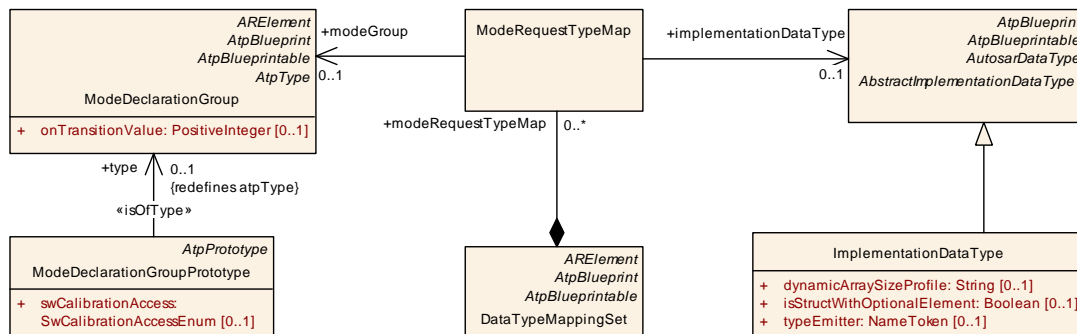 ARElement
AtpBlueprint
AtpBlueprintable
AtpType
ModeDeclarationGroup
+ onTransitionValue: PositiveInteger [0..1]
+modeGroup
0..1
ModeRequestTypeMap
+implementationDataType
0..1
AtpBlueprint
AtpBlueprintable
AutosarDataType
AbstractImplementationDataType
+modeRequestTypeMap
0..*
+type
0..1
{redefines atpType}
«isOfType»
AtpPrototype
ModeDeclarationGroupPrototype
+ swCalibrationAccess:
SwCalibrationAccessEnum [0..1]
ARElement
AtpBlueprint
AtpBlueprintable
DataTypeMappingSet
ImplementationDataType
+ dynamicArraySizeProfile: String [0..1]
+ isStructWithOptionalElement: Boolean [0..1]
+ typeEmitter: NameToken [0..1]